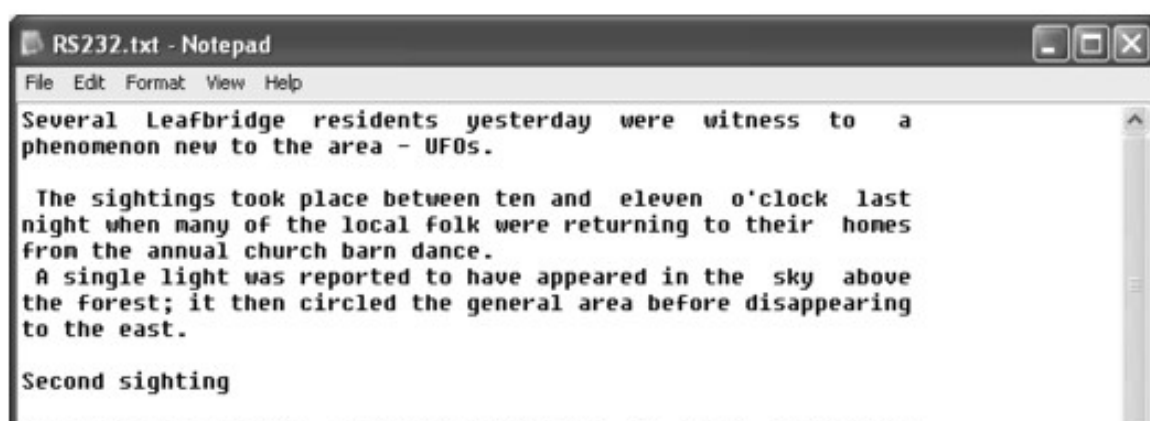 RS232.txt - Notepad
File Edit Format View Help
Several Leafbridge residents yesterday were witness to a
phenomenon new to the area - UFOs.
The sightings took place between ten and eleven o'clock last
night when many of the local folk were returning to their homes
from the annual church barn dance.
A single light was reported to have appeared in the sky above
the forest; it then circled the general area before disappearing
to the east.
Second sighting